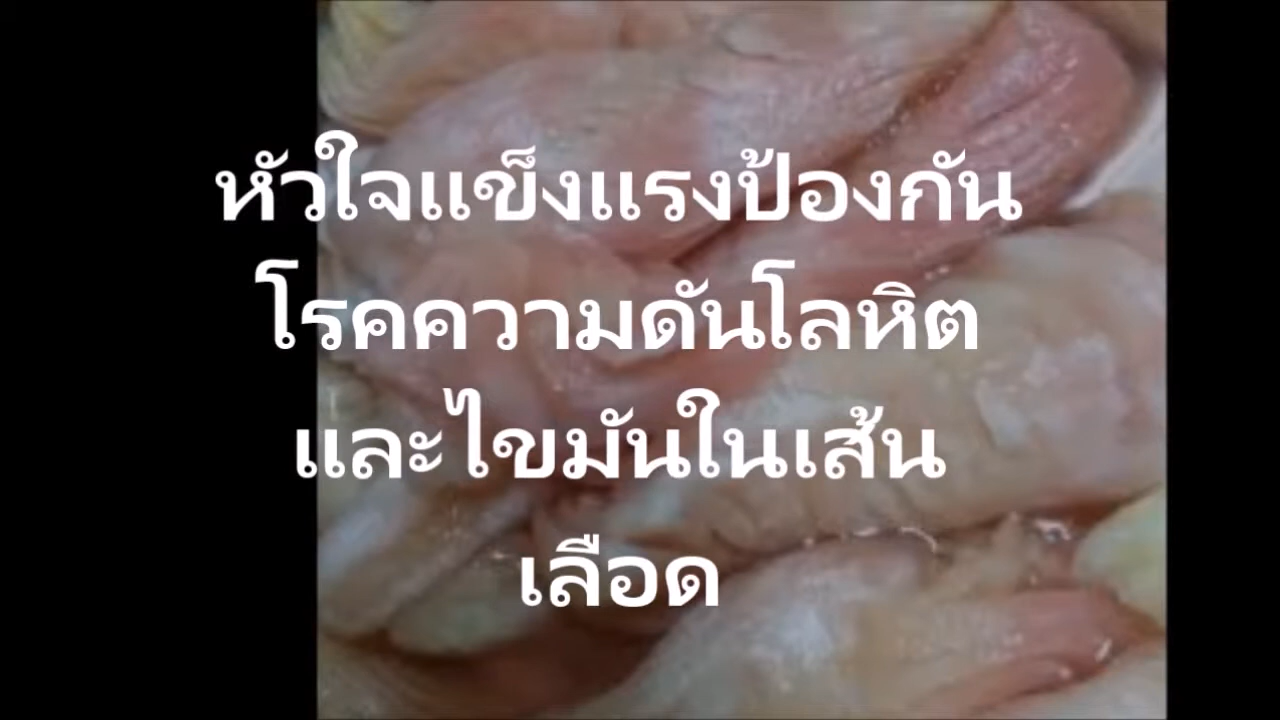 หัวใจแข็งแรงป้องกัน
โรคความดันโลหิต
และไขมันในเส้น
เลือด